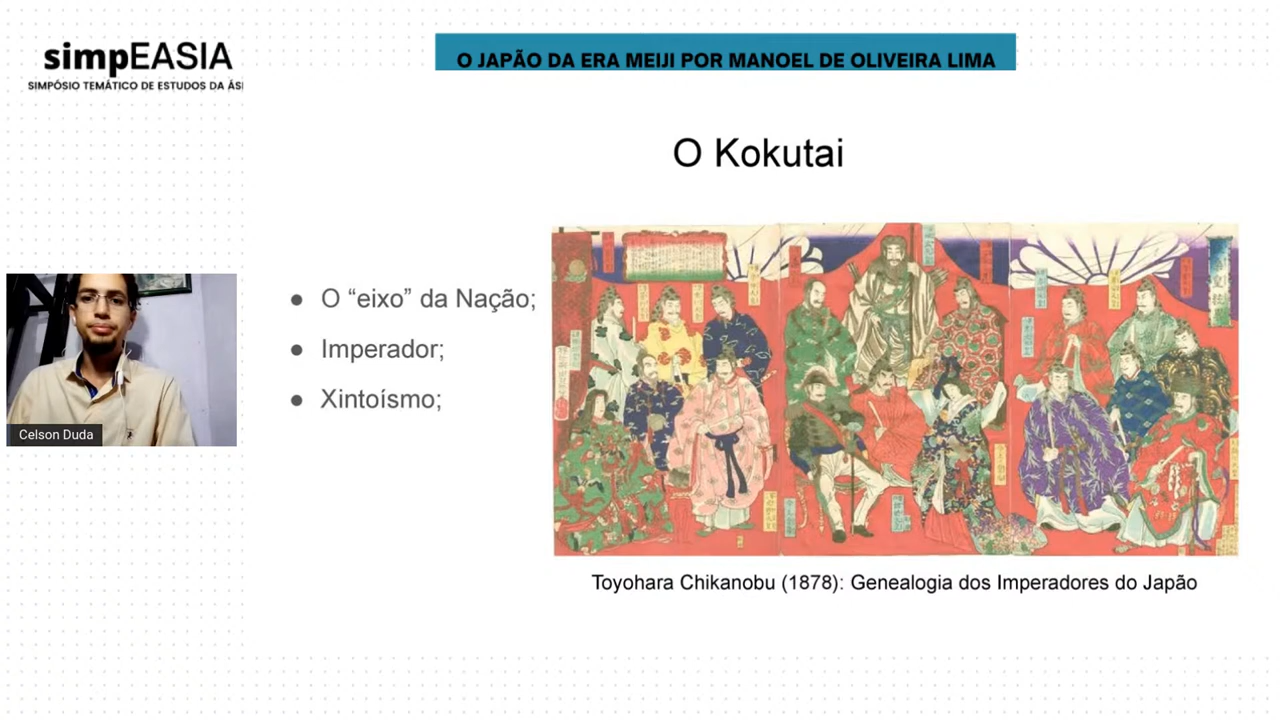 simpEASIA
SIMPÓSIO TEMÁTICO DE ESTUDOS DA ÁSI
O JAPÃO DA ERA MEIJI POR MANOEL DE OLIVEIRA LIMA
O Kokutai
● O “eixo” da Nação;
● Imperador;
● Xintoísmo;
Celson Duda
Toyohara Chikanobu (1878): Genealogia dos Imperadores do Japão